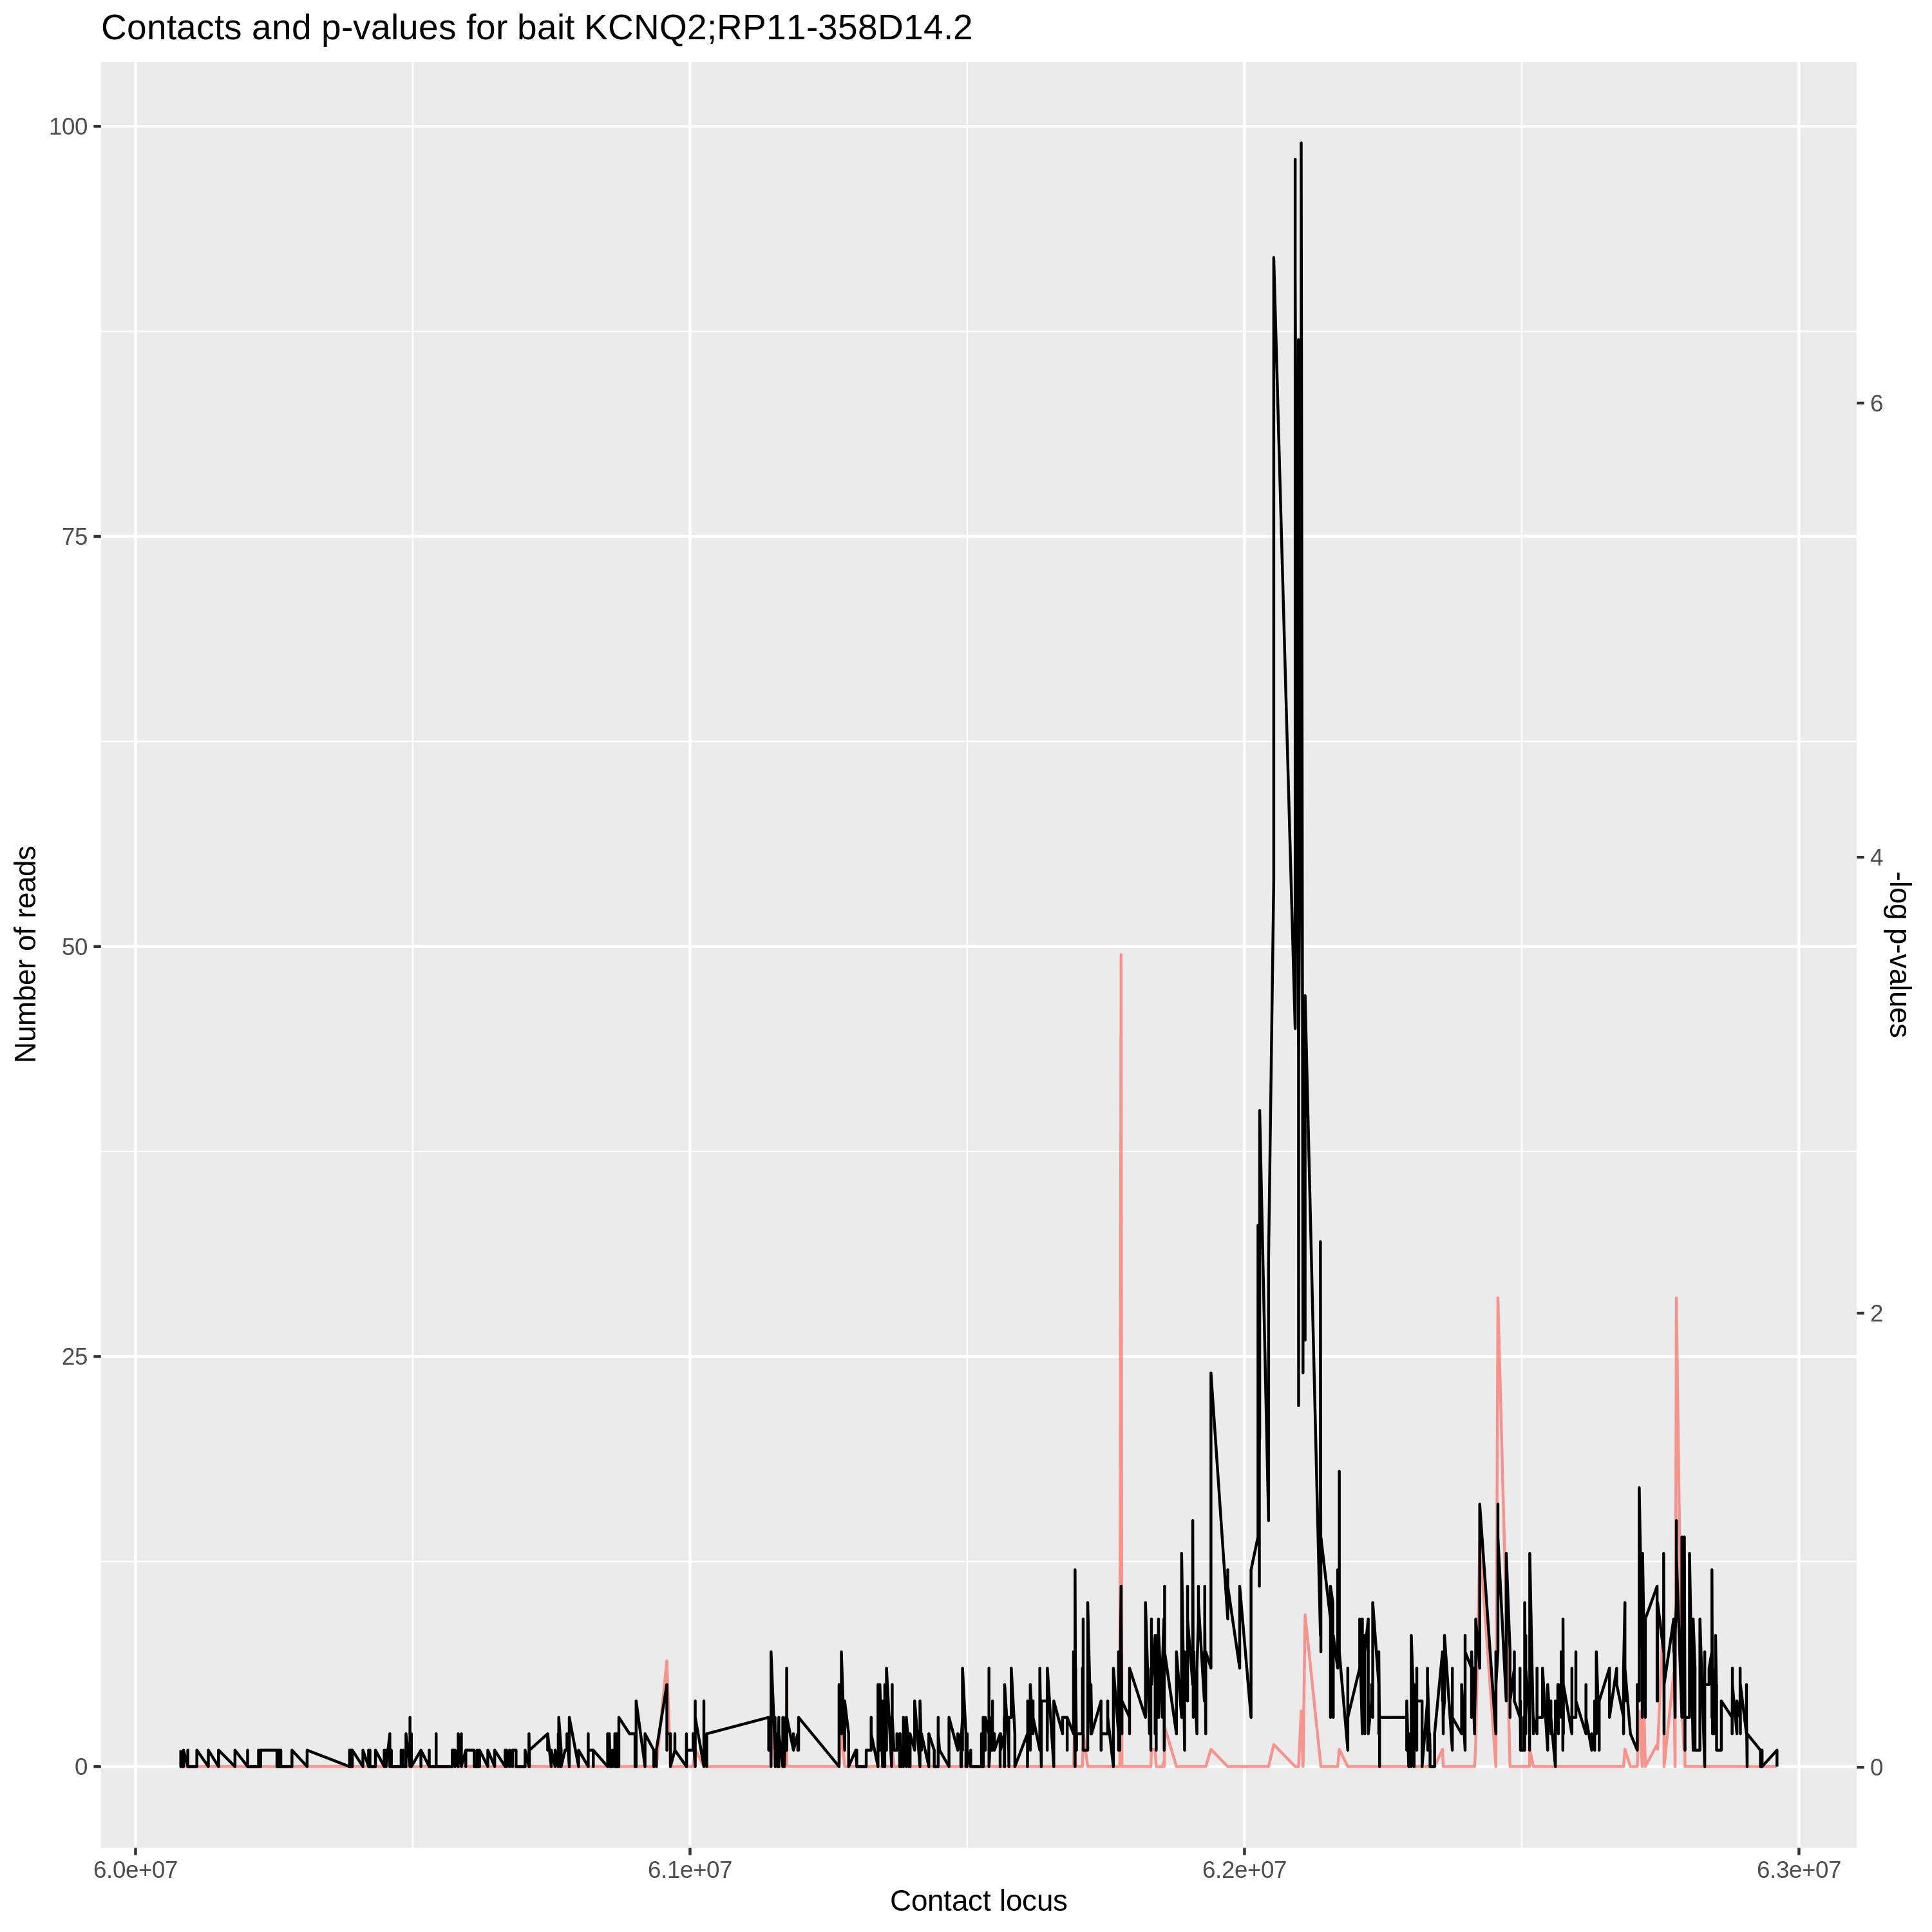 Contacts and p-values for bait KCNQ2;RP11-358D14.2
100
75
50
25
0
Number of reads
6
4
2
0
-log p-values
6.0e+07
6.1e+07
6.2e+07
6.3e+07
Contact locus